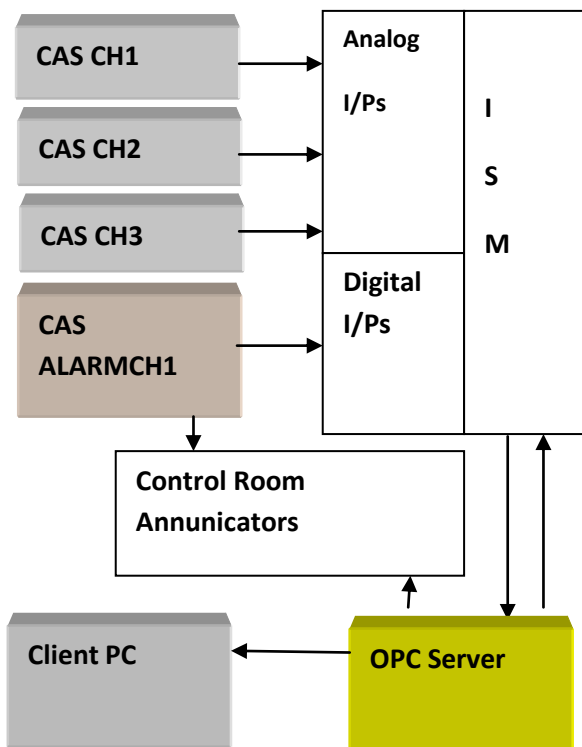 CAS CH1
CAS CH2
CAS CH3
CAS
ALARMCH1
Analog
I/Ps
Digital
I/Ps
I
S
M
Control Room
Annunicators
Client PC
OPC Server